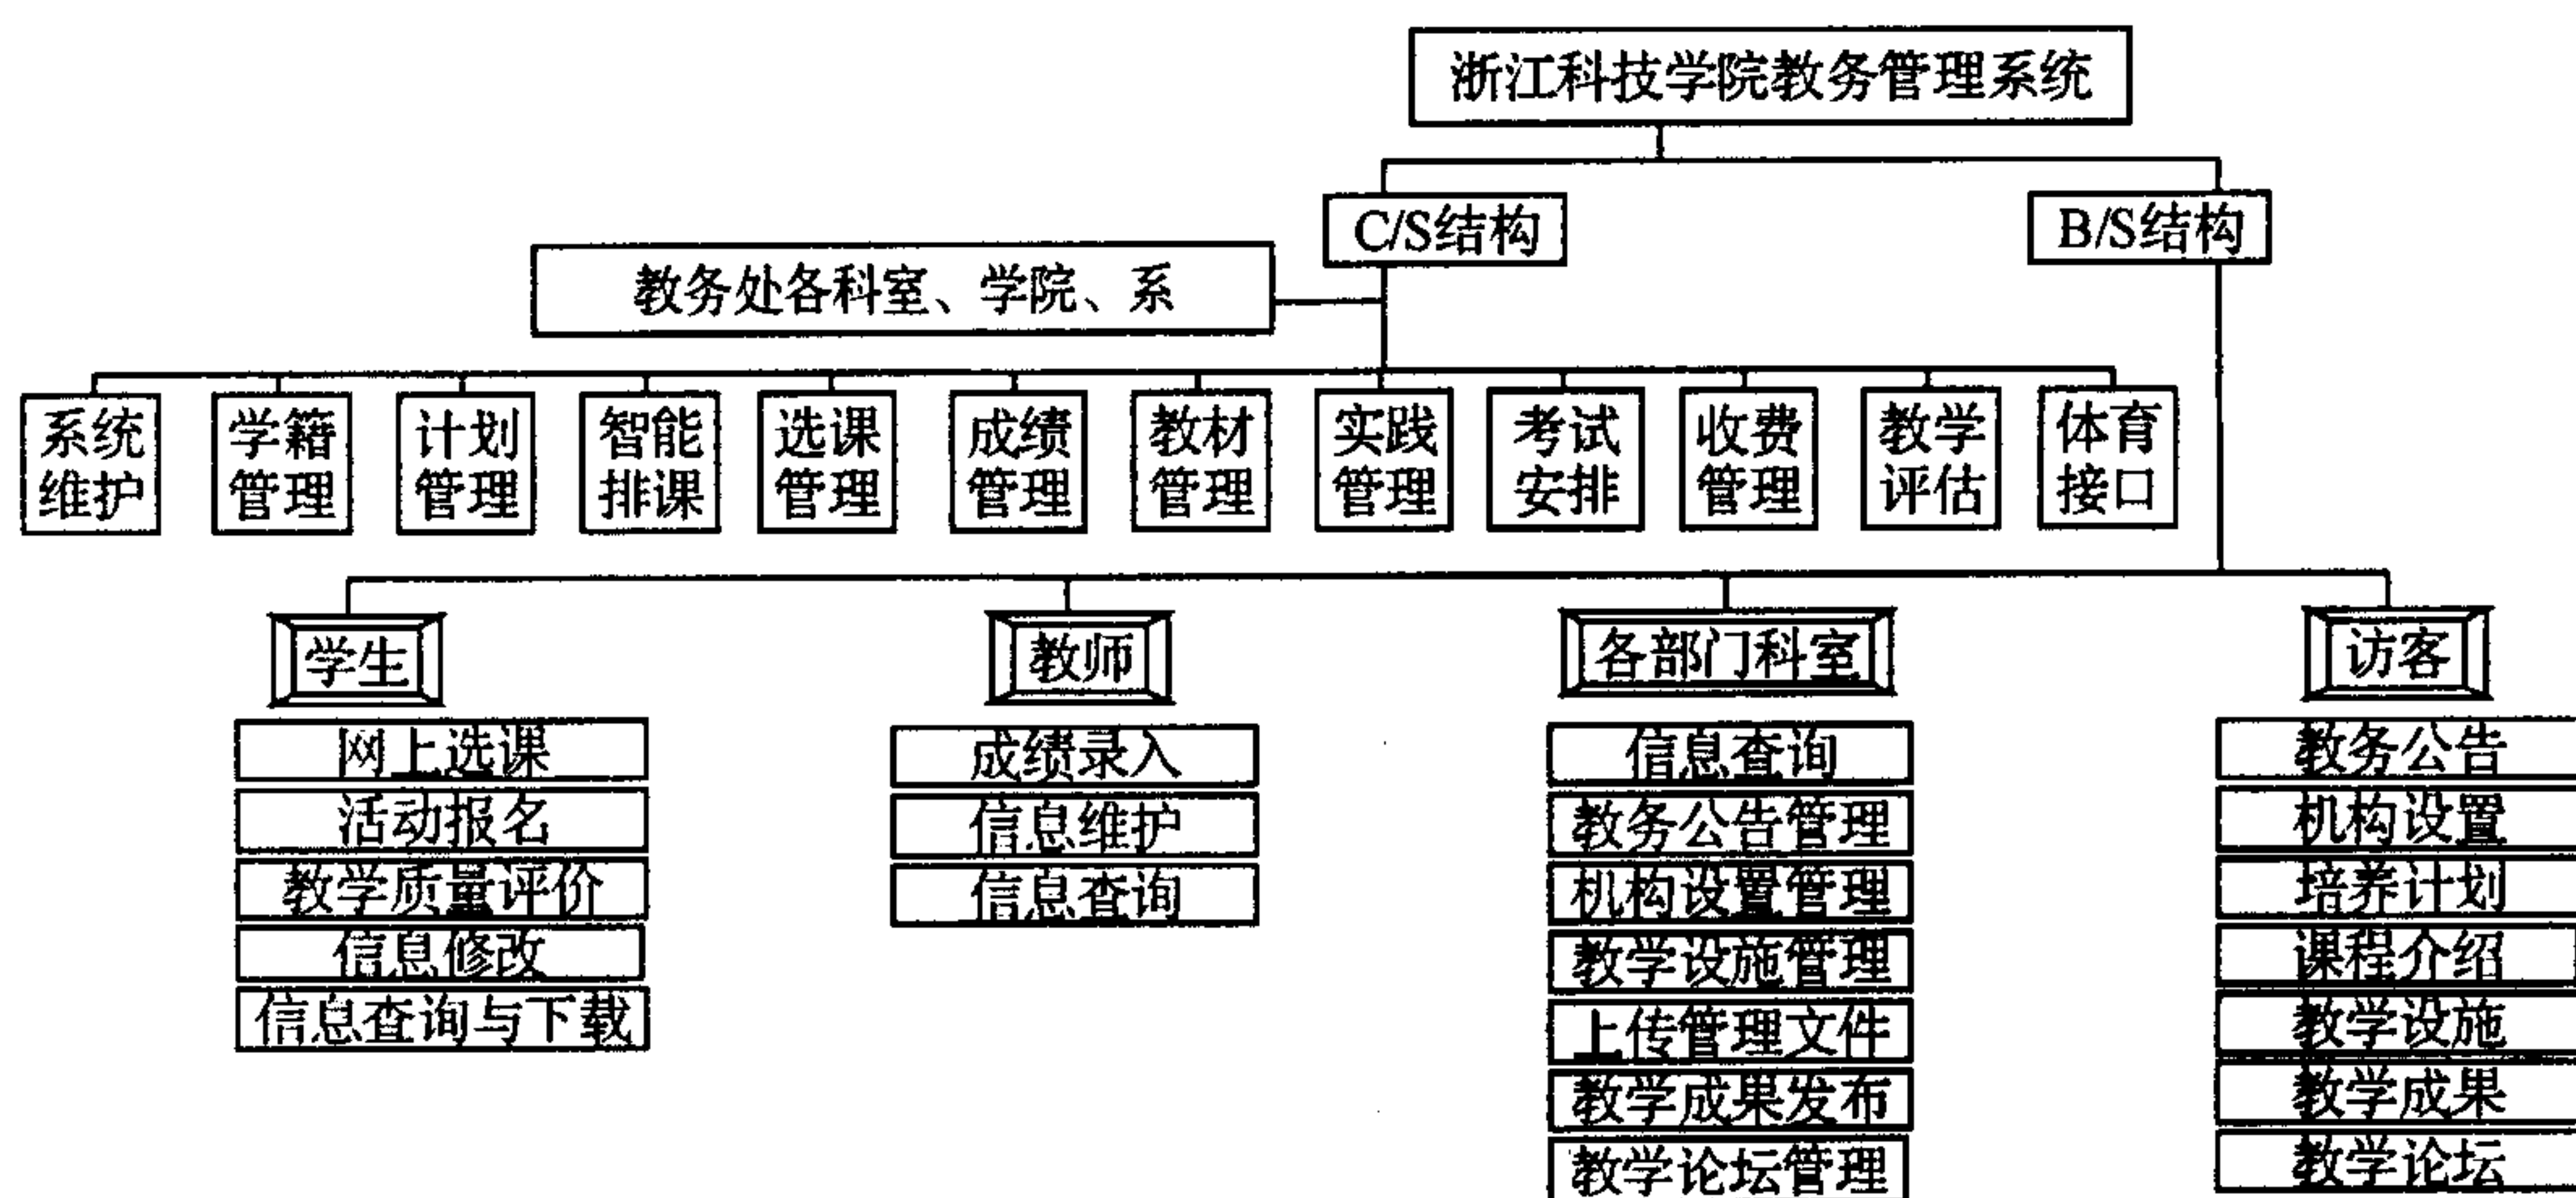 浙江科技学院教务管理系统
C/S结构
B/S结构
教务处各科室、学院、系
系统
维护
学籍
管理
计划
管理
智能
排课
选课
管理
成绩
管理
教材
管理
实践
管理
考试
安排
收费
管理
教学
评估
体育
接口
学生
网上选课
活动报名
教学质量评价
信息修改
信息查询与下载
教师
成绩录入
信息维护
信息查询
各部门科室
信息查询
教务公告管理
机构设置管理
教学设施管理
上传管理文件
教学成果发布
教学论坛管理
访客
教务公告
机构设置
培养计划
课程介绍
教学设施
教学成果
教学论坛